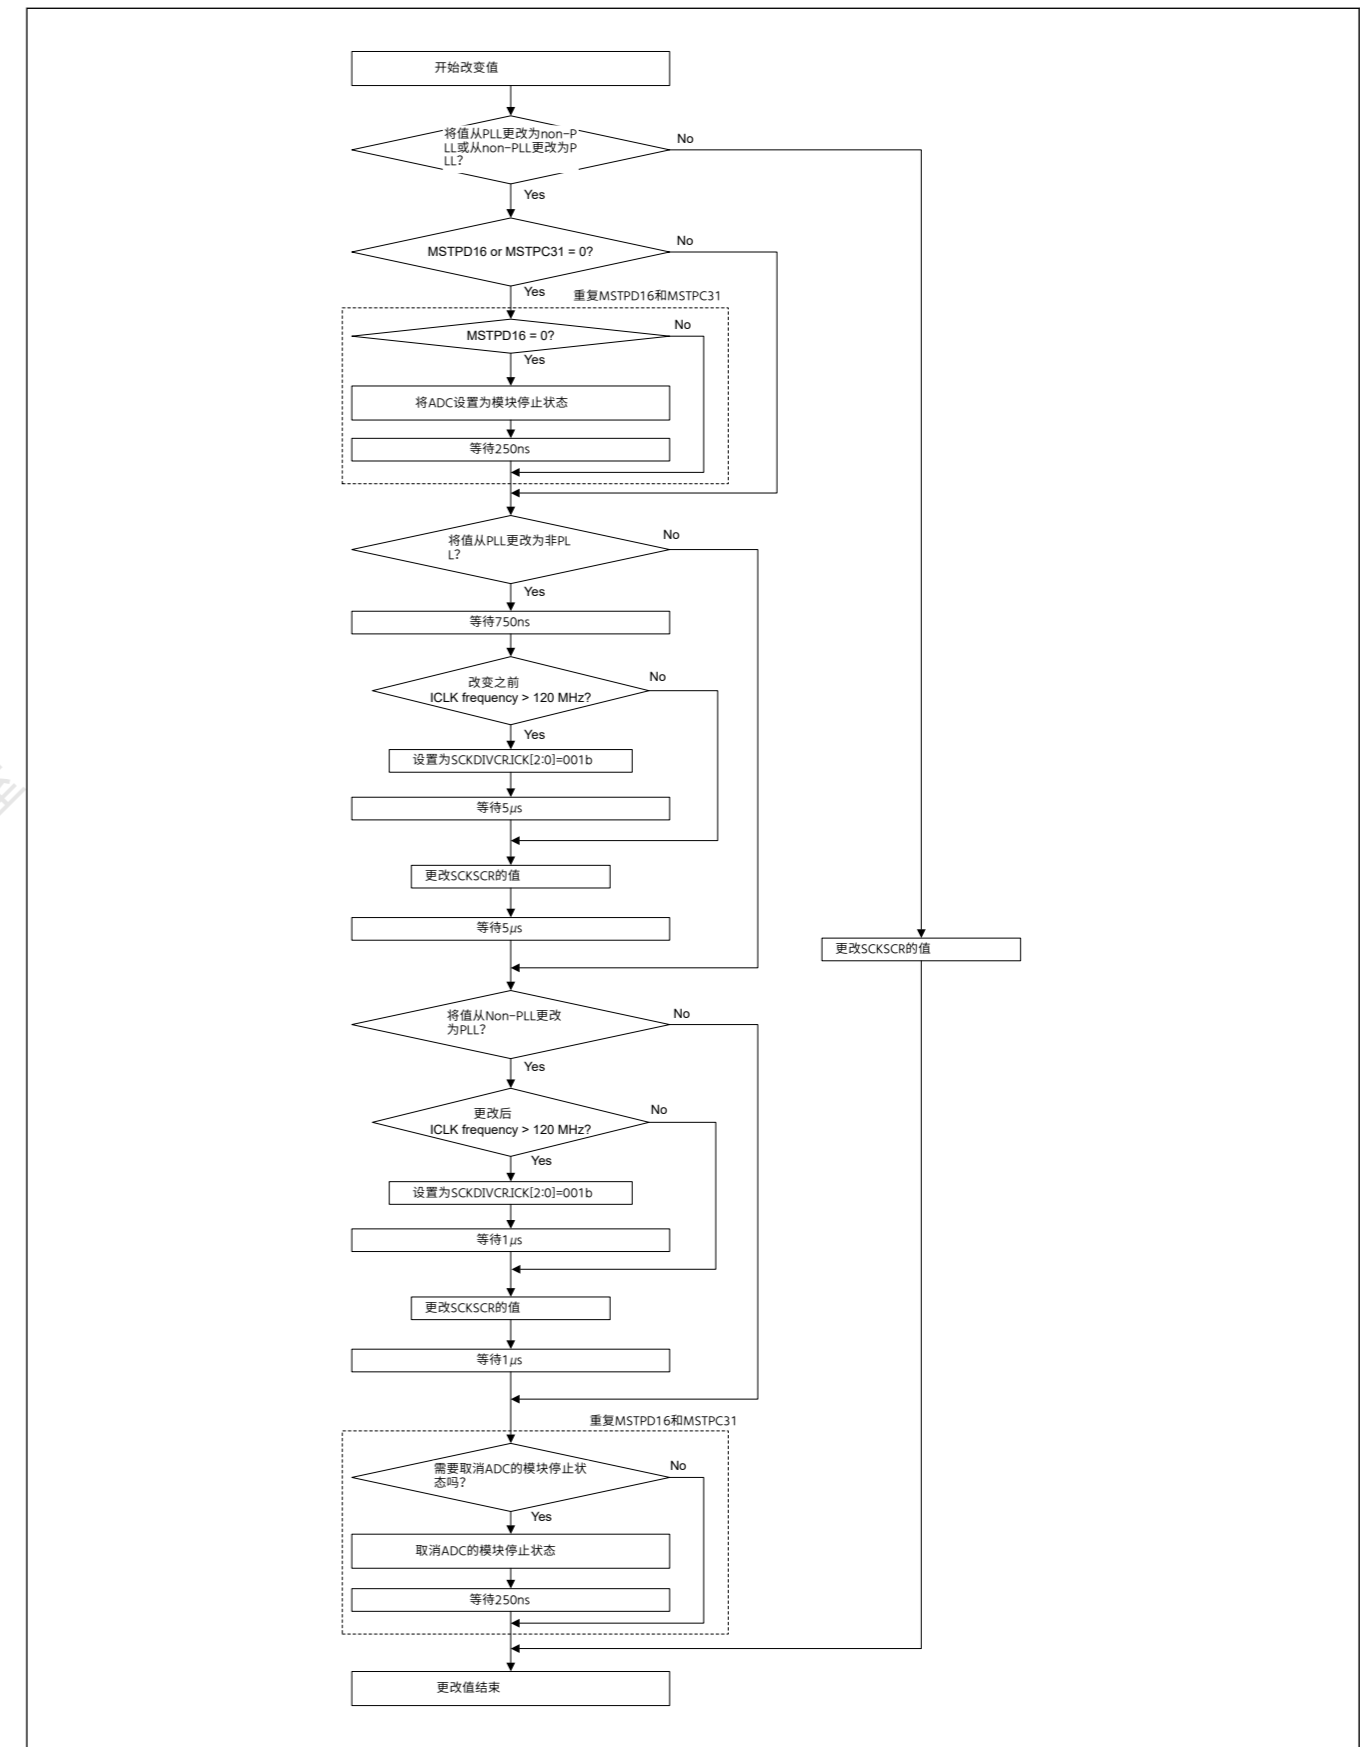 开始改变值
将值从PLL更改为non-P
LL或从non-PLL更改为P
LL?
No
Yes
MSTPD16 or MSTPC31 = 0?
No
Yes
重复MSTPD16和MSTPC31
MSTPD16 = 0?
No
Yes
将ADC设置为模块停止状态
等待250ns
将值从PLL更改为非PL
L?
No
Yes
等待750ns
改变之前
ICLK frequency > 120 MHz?
No
Yes
设置为SCKDIVCR.ICK[2:0]=001b
等待5μs
更改SCKSCR的值
等待5μs
更改SCKSCR的值
将值从Non-PLL更改
为PLL?
No
Yes
更改后
ICLK frequency > 120 MHz?
No
Yes
设置为SCKDIVCR.ICK[2:0]=001b
等待1μs
更改SCKSCR的值
等待1μs
重复MSTPD16和MSTPC31
需要取消ADC的模块停止状
态吗?
No
Yes
取消ADC的模块停止状态
等待250ns
更改值结束